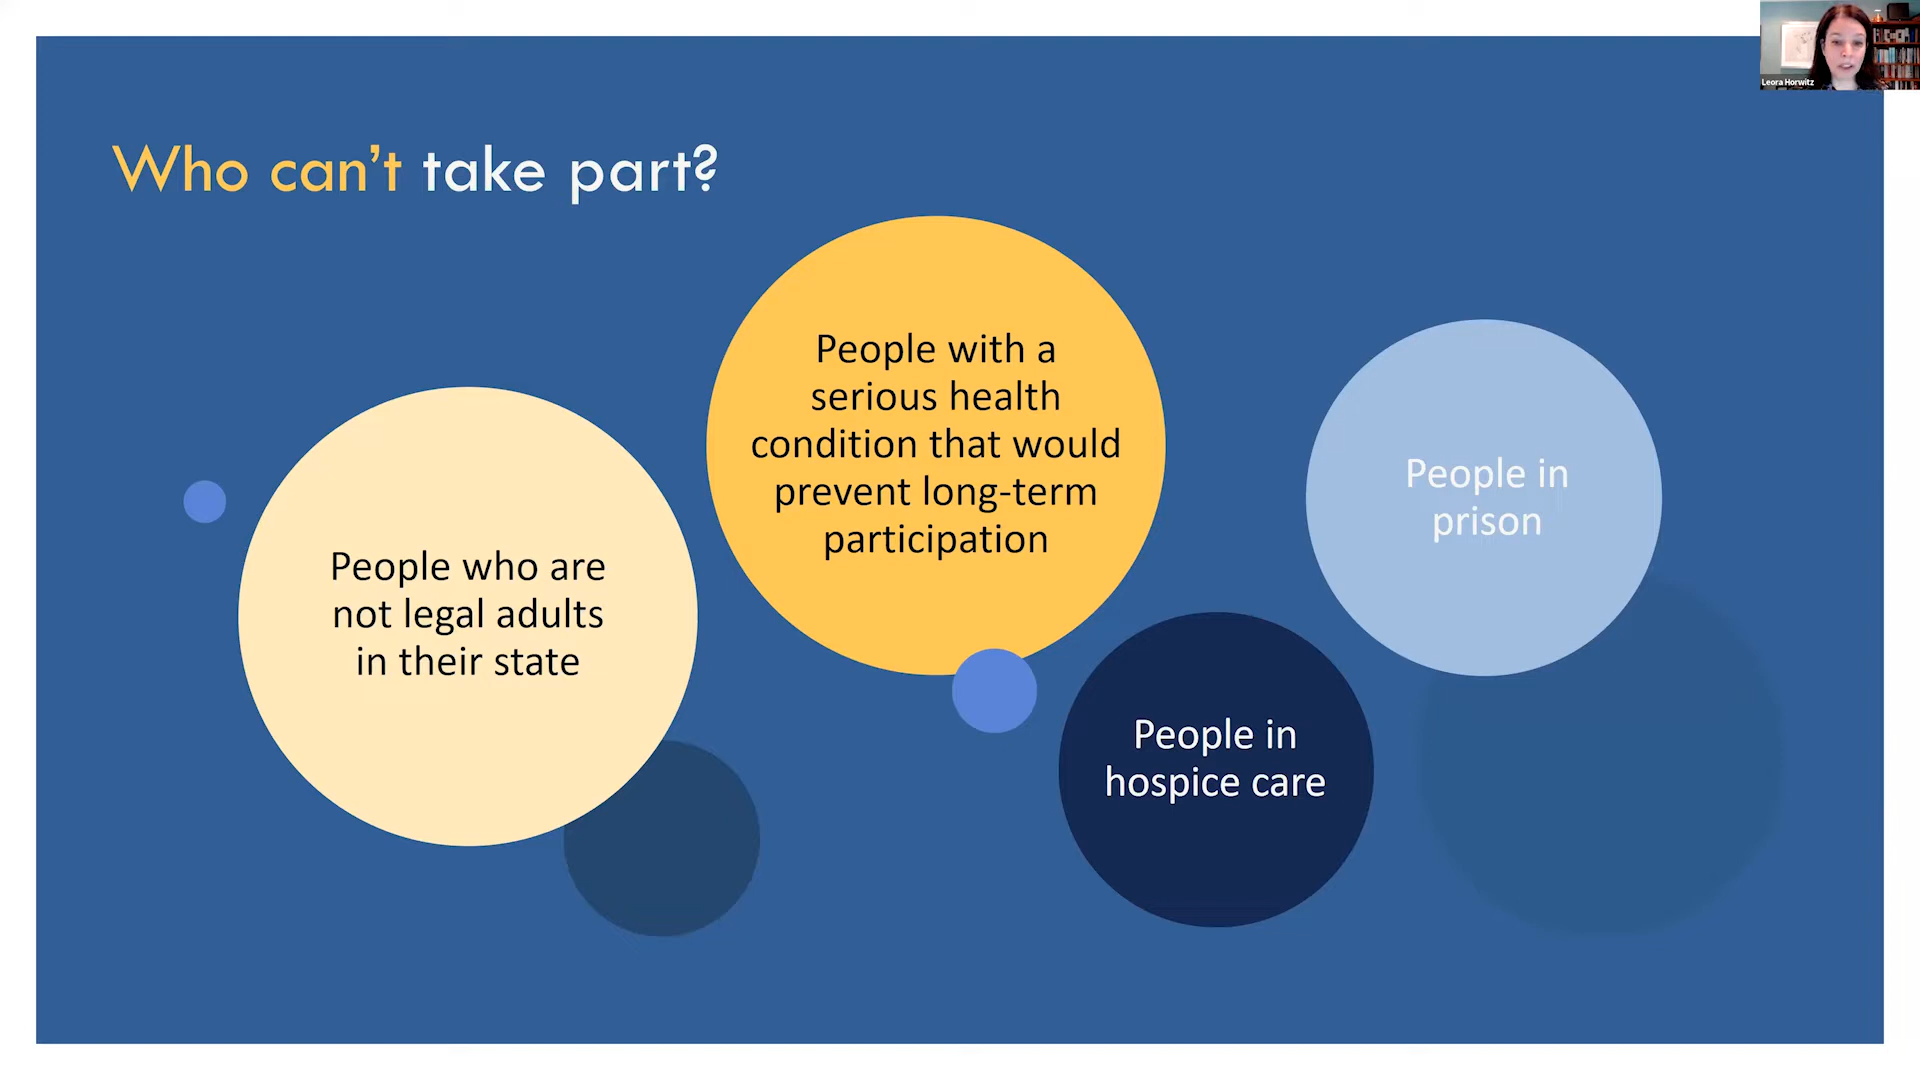 Leora Horwitz
Who can't take part?
People with a
serious health
condition that would
prevent long-term
participation
People in
prison
People who are
not legal adults
in their state
People in
hospice care